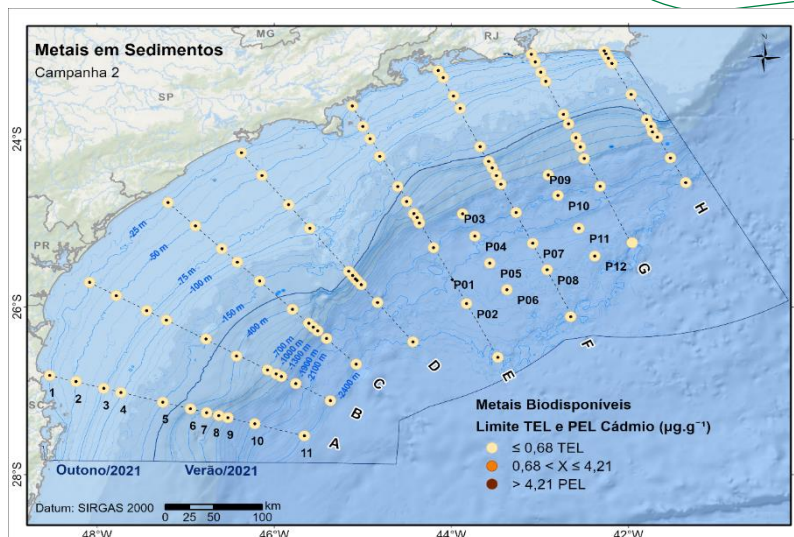 MG
RJ
SP
PR
SC
Metais em Sedimentos
Campanha 2
N
24°S
26°S
28°S
-25 m
-50 m
-75 m
-100 m
-150 m
-400 m
-700 m
-1000 m
-1300 m
-1900 m
-2100 m
-2400 m
P09
P10
P03
P04
P11
P07
P05
P12
P08
P01
P06
P02
H
G
F
E
D
C
B
A
1
2
3
4
5
6
7
8
9
10
11
Outono/2021
Verão/2021
Metais Biodisponíveis
Limite TEL e PEL Cádmio (µg.g⁻¹)
≤ 0,68 TEL
0,68 < X ≤ 4,21
> 4,21 PEL
Datum: SIRGAS 2000
km
0 25 50 100
48°W
46°W
44°W
42°W